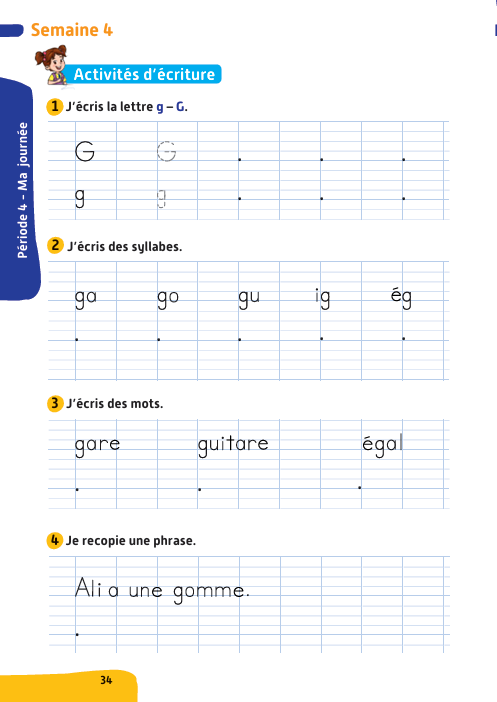 Semaine 4
Activités d'écriture
Période 4 - Ma journée
1 J'écris la lettre g – G.
G G . . .
g g . . .
2 J'écris des syllabes.
ga go gu ig ég
. . . . .
3 J'écris des mots.
gare guitare égal
. . .
4 Je recopie une phrase.
Ali a une gomme.
.
34